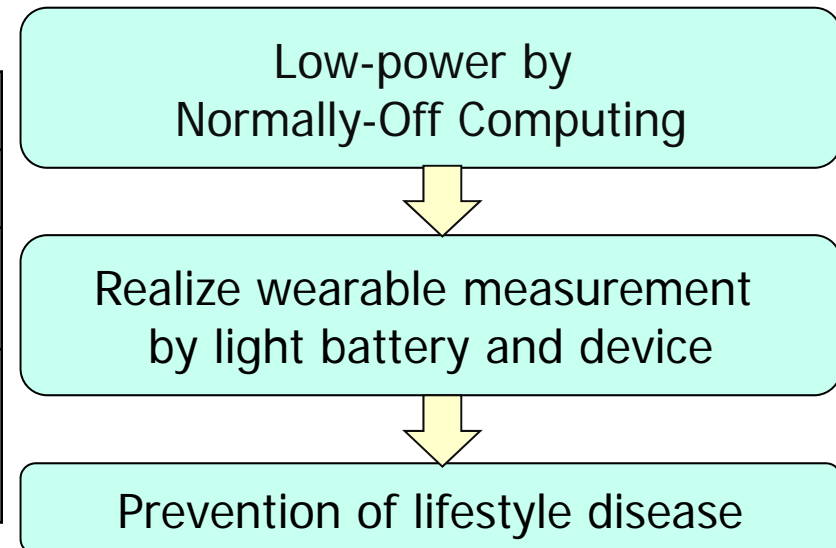 Low-power by
Normally-Off Computing
Realize wearable measurement
by light battery and device
Prevention of lifestyle disease